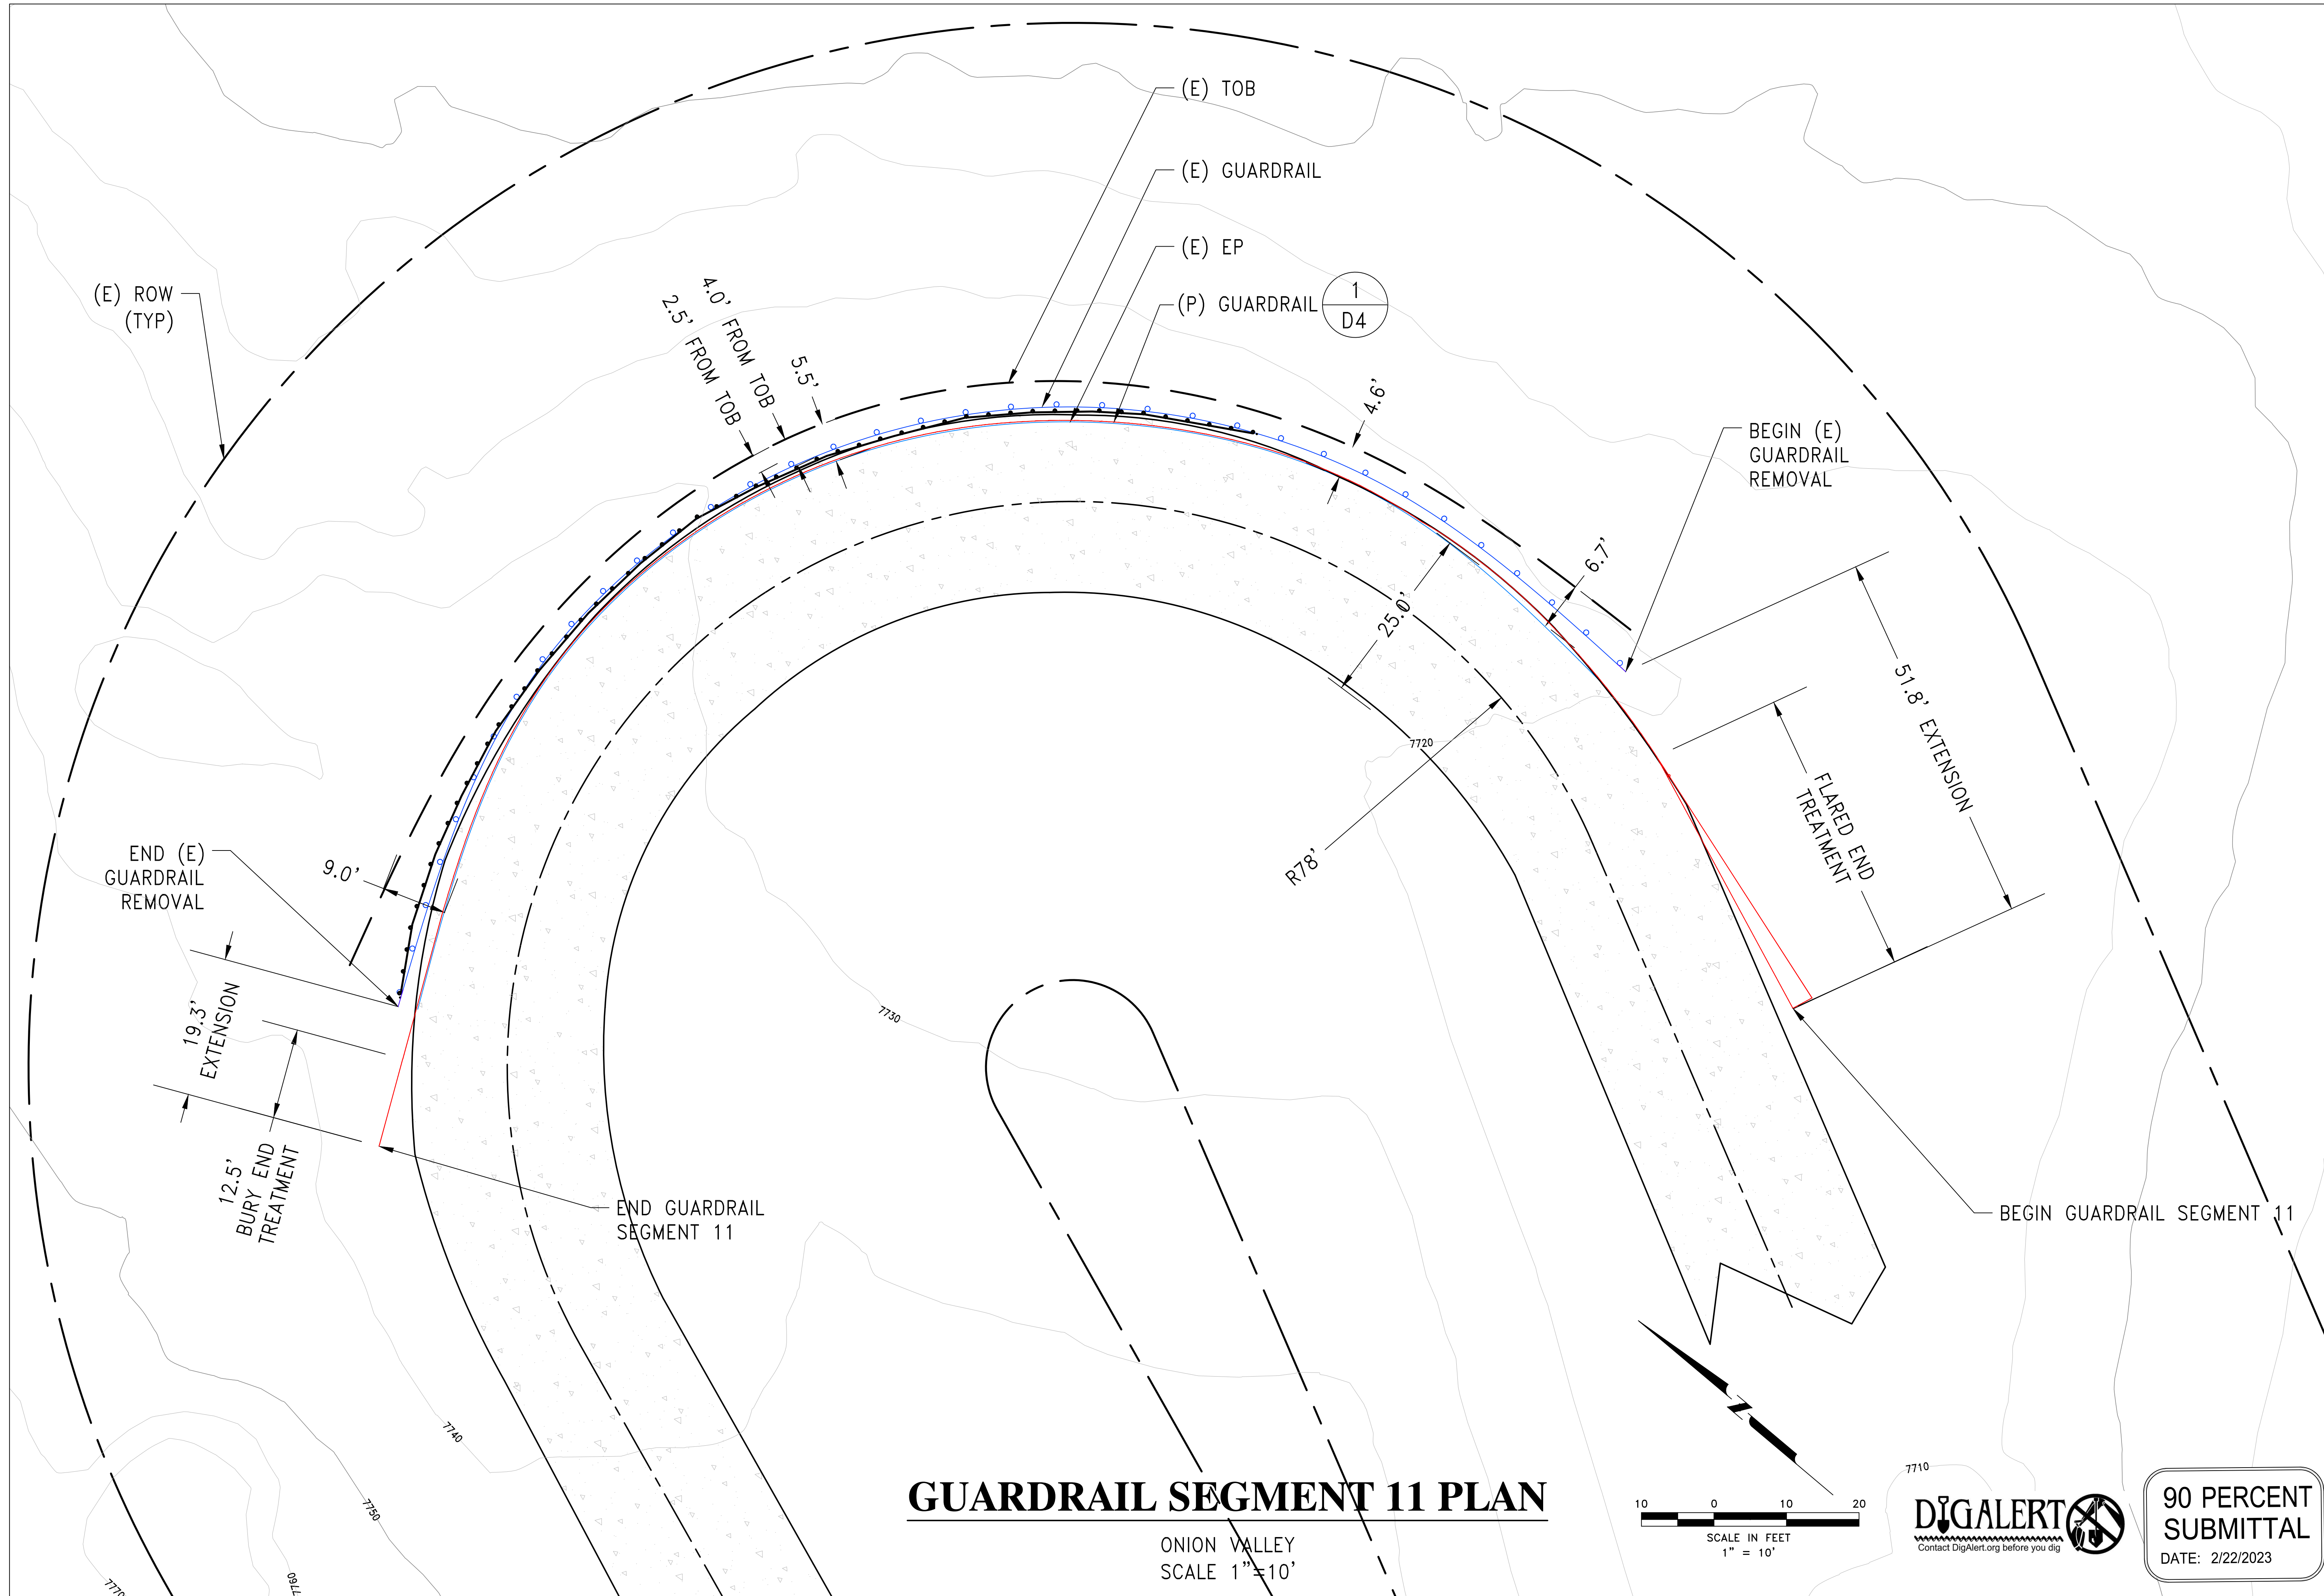 (E) TOB
(E) GUARDRAIL
(E) EP
(P) GUARDRAIL
1
D4
(E) ROW
(TYP)
4.0' FROM TOB
2.5' FROM TOB
5.5'
4.6'
BEGIN (E)
GUARDRAIL
REMOVAL
6.7'
25.0'
51.8' EXTENSION
FLARED END
TREATMENT
7720
R78'
END (E)
GUARDRAIL
REMOVAL
9.0'
19.3'
EXTENSION
12.5'
BURY END
TREATMENT
7730
END GUARDRAIL
SEGMENT 11
BEGIN GUARDRAIL SEGMENT 11
7740
7750
7760
7770
GUARDRAIL SEGMENT 11 PLAN
ONION VALLEY
SCALE 1"=10'
Z
10 0 10 20
SCALE IN FEET
1" = 10'
7710
DIGALERT
Contact DigAlert.org before you dig
90 PERCENT
SUBMITTAL
DATE: 2/22/2023